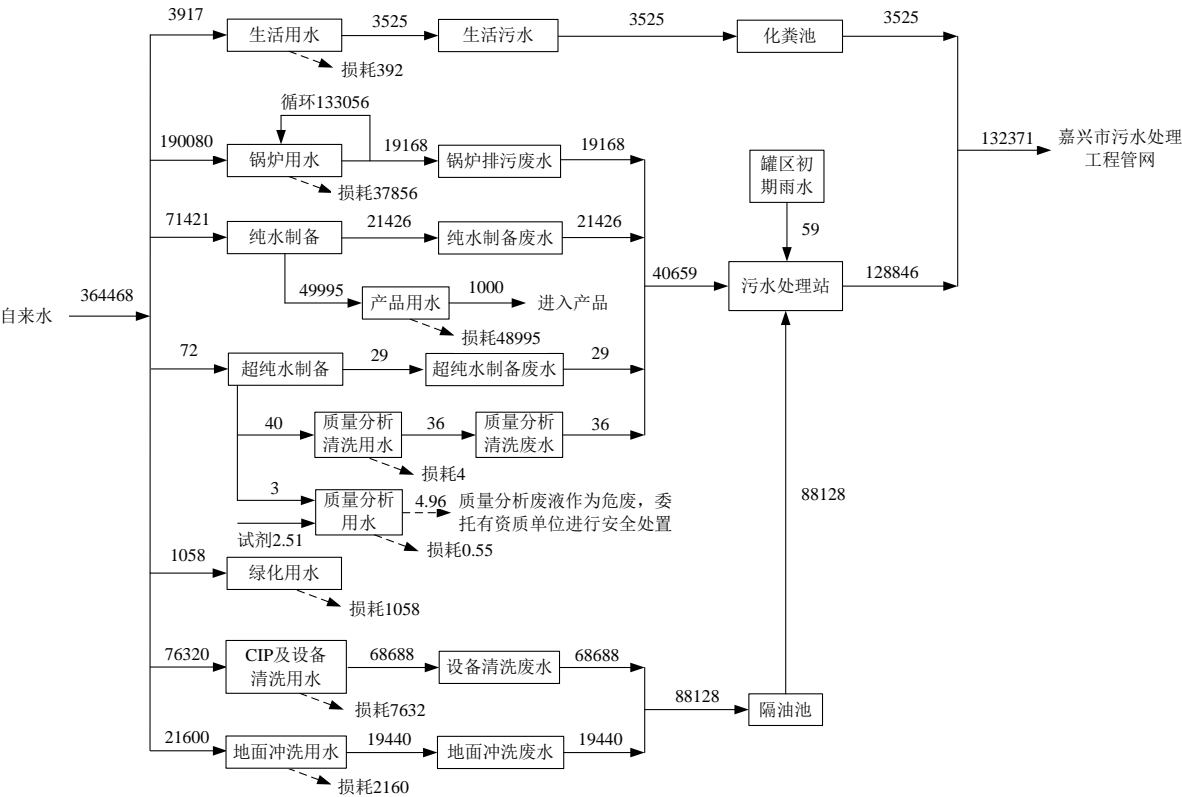 3917
生活用水
3525
生活污水
3525
化粪池
3525
损耗392
循环133056
190080
锅炉用水
19168
锅炉排污废水
19168
损耗37856
132371
嘉兴市污水处理
工程管网
罐区初
期雨水
59
71421
纯水制备
21426
纯水制备废水
21426
49995
产品用水
1000
进入产品
损耗48995
40659
污水处理站
128846
自来水
364468
72
超纯水制备
29
超纯水制备废水
29
40
质量分析
清洗用水
36
质量分析
清洗废水
36
损耗4
3
质量分析
用水
4.96
质量分析废液作为危废，委
托有资质单位进行安全处置
试剂2.51
损耗0.55
88128
1058
绿化用水
损耗1058
76320
CIP及设备
清洗用水
68688
设备清洗废水
68688
损耗7632
88128
隔油池
21600
地面冲洗用水
19440
地面冲洗废水
19440
损耗2160